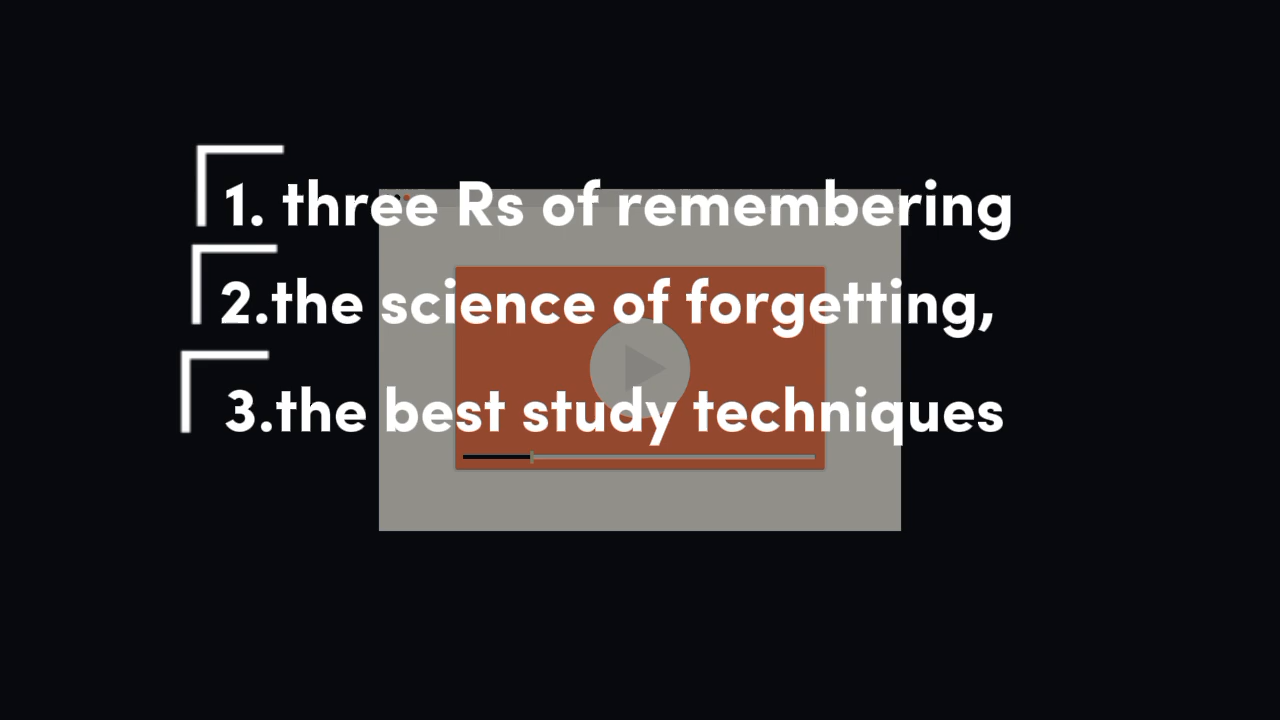 1. three Rs of remembering
2.the science of forgetting,
3.the best study techniques